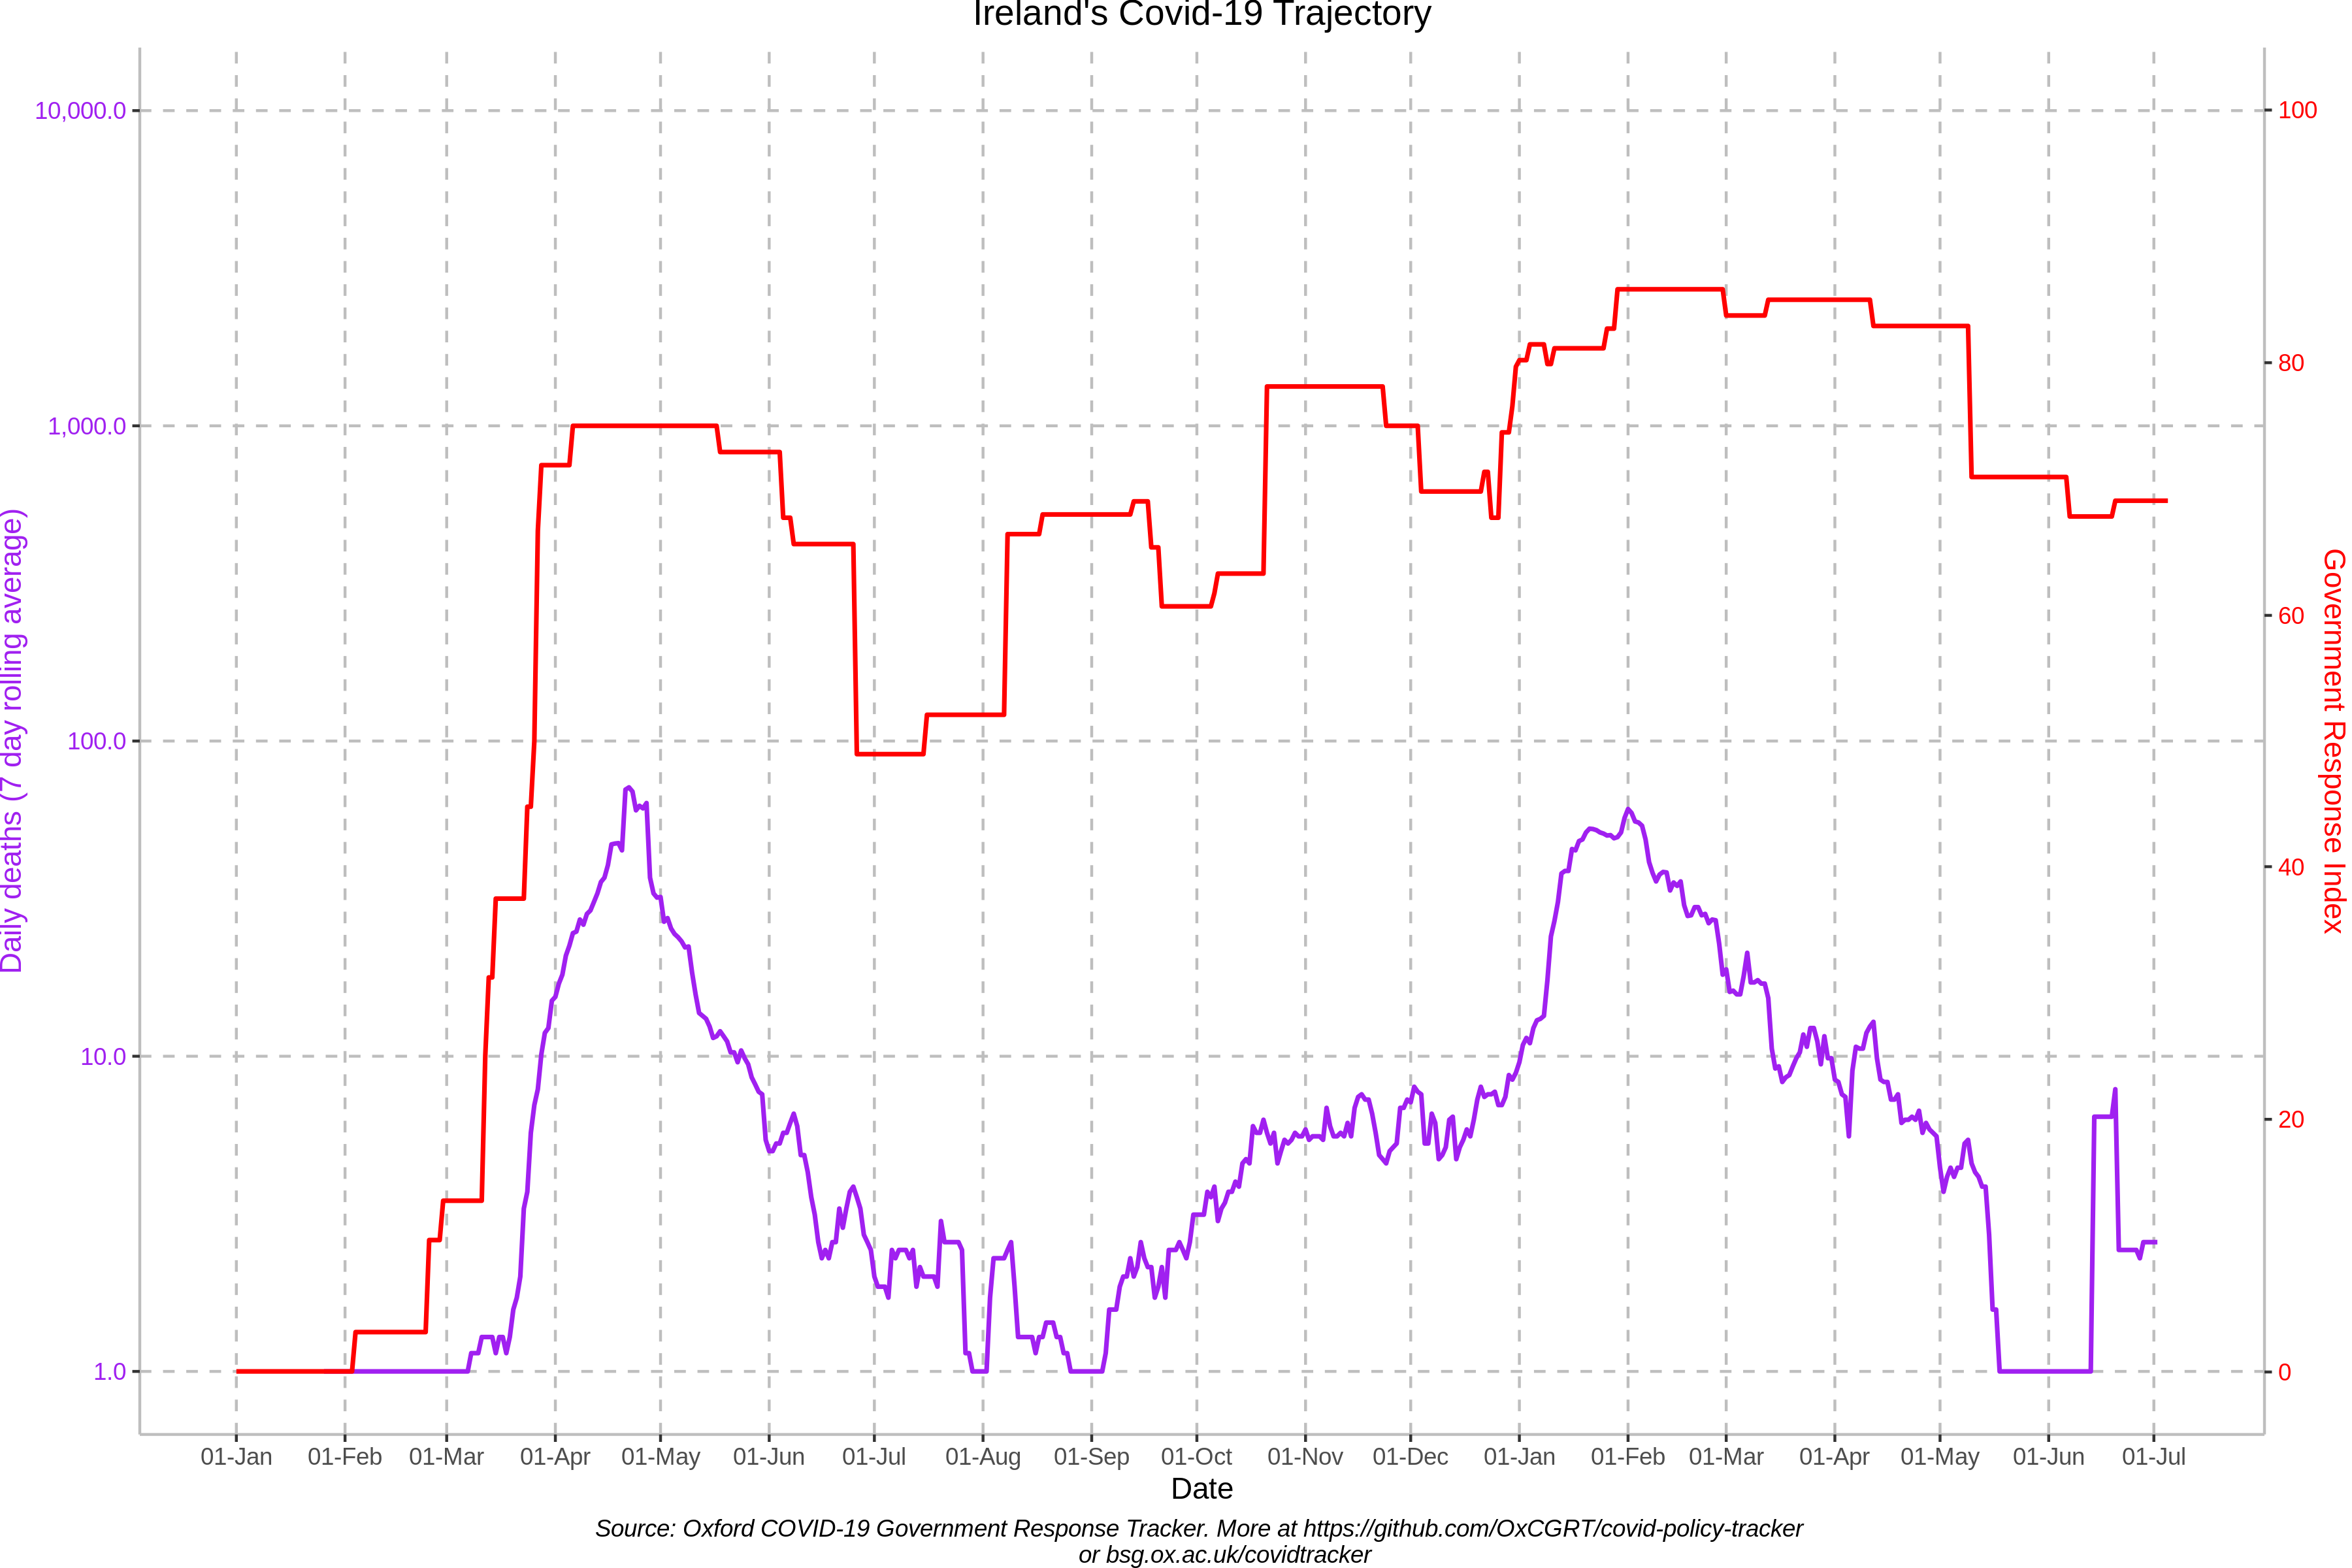 Ireland's Covid-19 Trajectory
10,000.0
1,000.0
100.0
10.0
1.0
Daily deaths (7 day rolling average)
100
80
60
40
20
0
Government Response Index
01-Jan 01-Feb 01-Mar 01-Apr 01-May 01-Jun 01-Jul 01-Aug 01-Sep 01-Oct 01-Nov 01-Dec 01-Jan 01-Feb 01-Mar 01-Apr 01-May 01-Jun 01-Jul
Date
Source: Oxford COVID-19 Government Response Tracker. More at https://github.com/OxCGRT/covid-policy-tracker
or bsg.ox.ac.uk/covidtracker